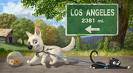 LOS ANGELES
2381 mi.